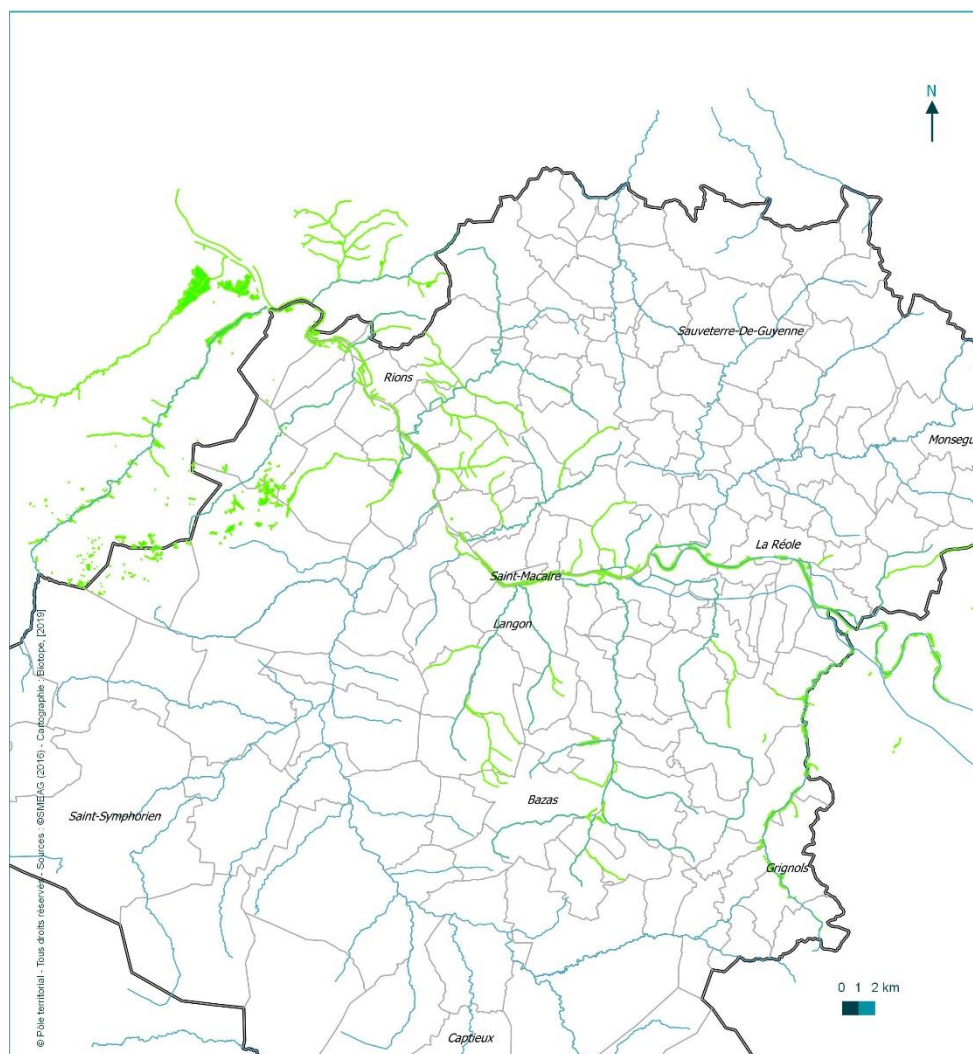 N
Sauveterre-De-Guyenne
Rions
Monségu
La Réole
Saint-Macaire
Langon
Saint-Symphorien
Bazas
Grignols
0 1 2 km
Captieux
© Pôle territorial - Tous droits réservés - Sources : ©SMEAG (2016) - Cartographie : Biotope, [2019]